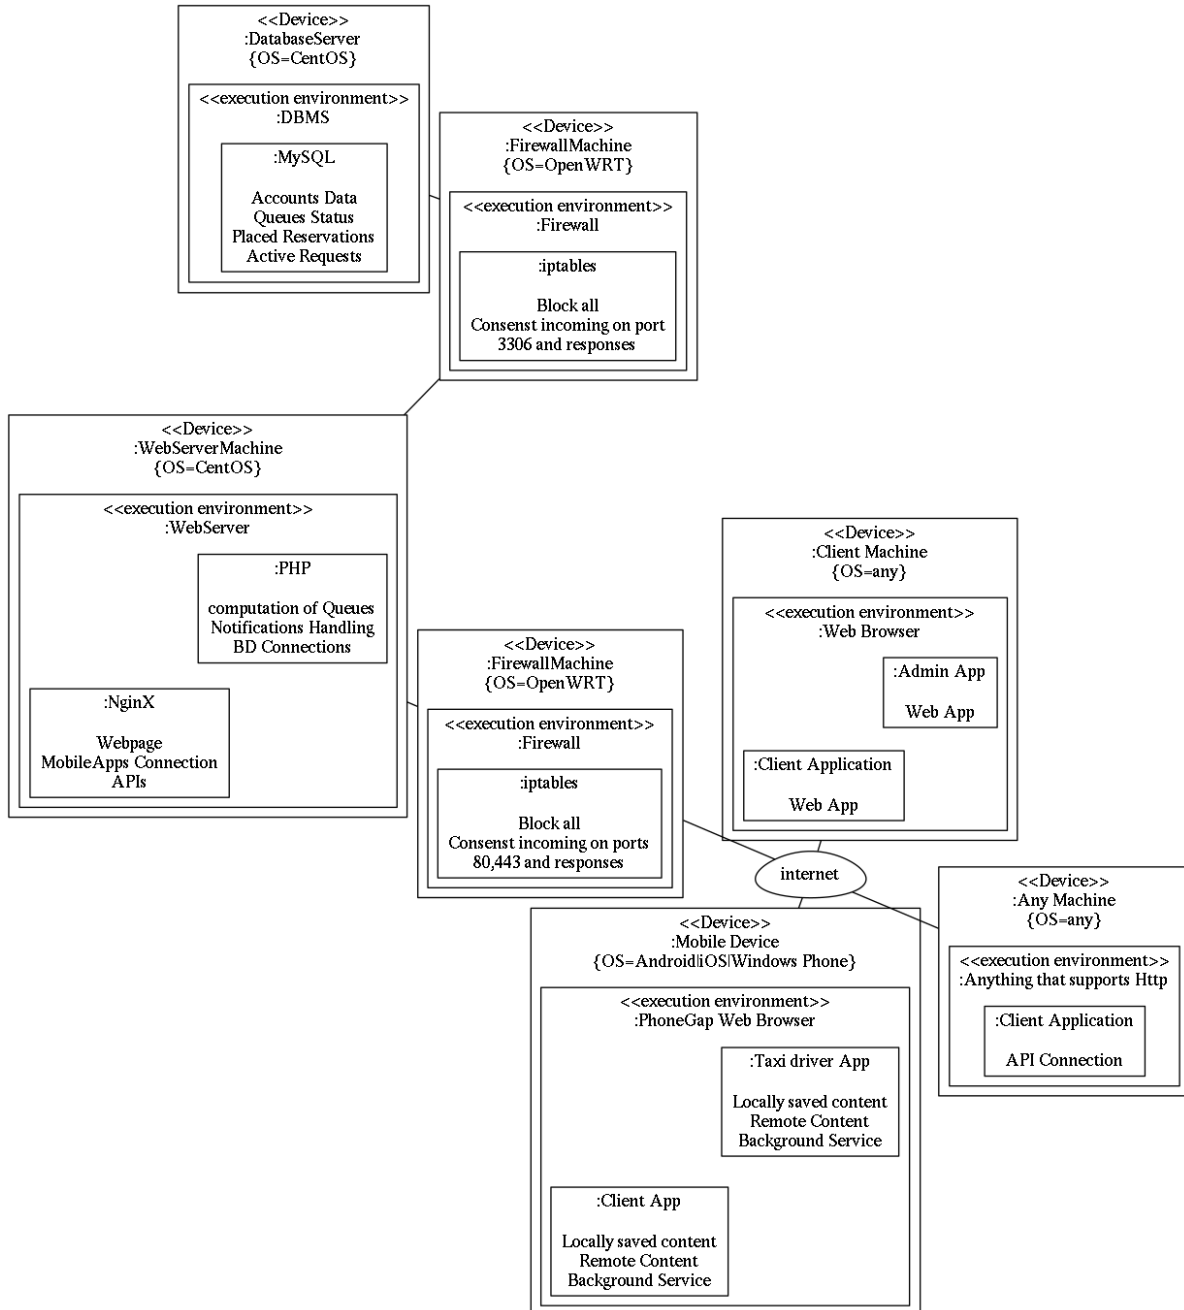 <<Device>>
:DatabaseServer
{OS=CentOS}
<<execution environment>>
:DBMS
:MySQL
Accounts Data
Queues Status
Placed Reservations
Active Requests
<<Device>>
:FirewallMachine
{OS=OpenWRT}
<<execution environment>>
:Firewall
:iptables
Block all
Consenst incoming on port
3306 and responses
<<Device>>
:WebServerMachine
{OS=CentOS}
<<execution environment>>
:WebServer
:PHP
computation of Queues
Notifications Handling
BD Connections
:NginX
Webpage
MobileApps Connection
APIs
<<Device>>
:FirewallMachine
{OS=OpenWRT}
<<execution environment>>
:Firewall
:iptables
Block all
Consenst incoming on ports
80,443 and responses
<<Device>>
:Client Machine
{OS=any}
<<execution environment>>
:Web Browser
:Admin App
Web App
:Client Application
Web App
internet
<<Device>>
:Any Machine
{OS=any}
<<execution environment>>
:Anything that supports Http
:Client Application
API Connection
<<Device>>
:Mobile Device
{OS=Android|iOS|Windows Phone}
<<execution environment>>
:PhoneGap Web Browser
:Taxi driver App
Locally saved content
Remote Content
Background Service
:Client App
Locally saved content
Remote Content
Background Service